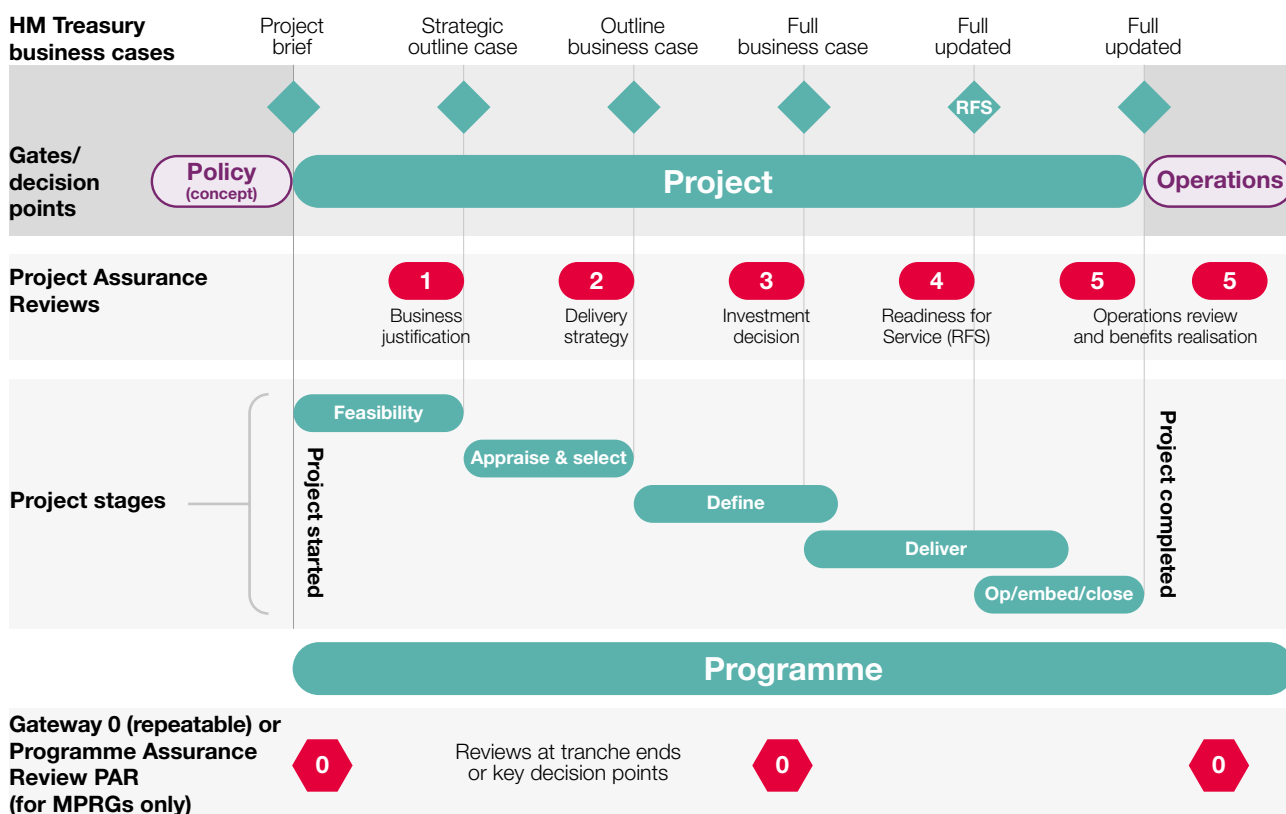 HM Treasury
business cases
Project
brief
Strategic
outline case
Outline
business case
Full
business case
Full
updated
Full
updated
RFS
Gates/
decision
points
Policy
(concept)
Project
Operations
Project Assurance
Reviews
1
Business
justification
2
Delivery
strategy
3
Investment
decision
4
Readiness for
Service (RFS)
5
5
Operations review
and benefits realisation
Project stages
Project started
Feasibility
Appraise & select
Define
Deliver
Op/embed/close
Project completed
Programme
Gateway 0 (repeatable) or
Programme Assurance
Review PAR
(for MPRGs only)
0
Reviews at tranche ends
or key decision points
0
0